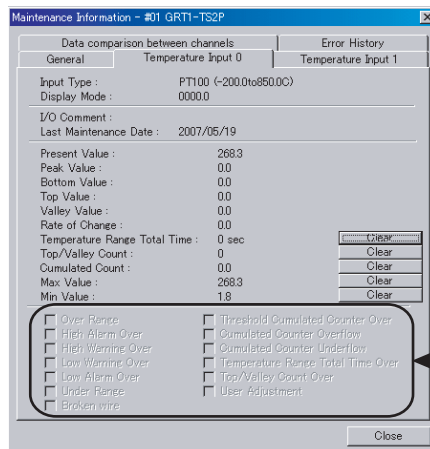 Maintenance Information - #01 GRT1-TS2P
Data comparison between channels
Error History
General
Temperature Input 0
Temperature Input 1
Input Type : PT100 (-200.0to850.0C)
Display Mode : 0000.0
I/O Comment :
Last Maintenance Date : 2007/05/19
Present Value : 268.3
Peak Value : 0.0
Bottom Value : 0.0
Top Value : 0.0
Valley Value : 0.0
Rate of Change : 0.0
Temperature Range Total Time : 0 sec Clear
Top/Valley Count : 0 Clear
Cumulated Count : 0.0 Clear
Max Value : 268.3 Clear
Min Value : 1.8 Clear
Over Range
High Alarm Over
High Warning Over
Low Warning Over
Low Alarm Over
Under Range
Broken wire
Threshold Cumulated Counter Over
Cumulated Counter Overflow
Cumulated Counter Underflow
Temperature Range Total Time Over
Top/Valley Count Over
User Adjustment
Close